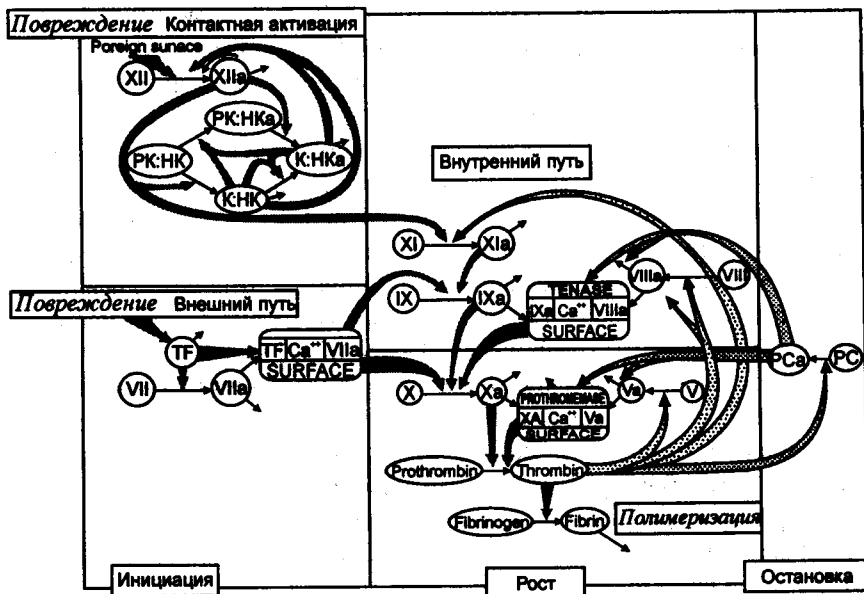 Повреждение Контактная активация
Poreign sunace
XII XIIa
PK:HKa
PK:HK K:HKa
K:HK
Внутренний путь
XI XIa
VIIIa VIII
Повреждение Внешний путь
IX IXa
TENASE
IXa Ca++ VIIIa
SURFACE
TF
TF Ca++ VIIa
SURFACE
PCa PC
VII VIIa
X Xa
PROTHROMENASE
XA Ca++ Va
SURFACE
Va V
Prothrombin Thrombin
Fibrinogen Fibrin
Полимеризация
Инициация
Рост
Остановка